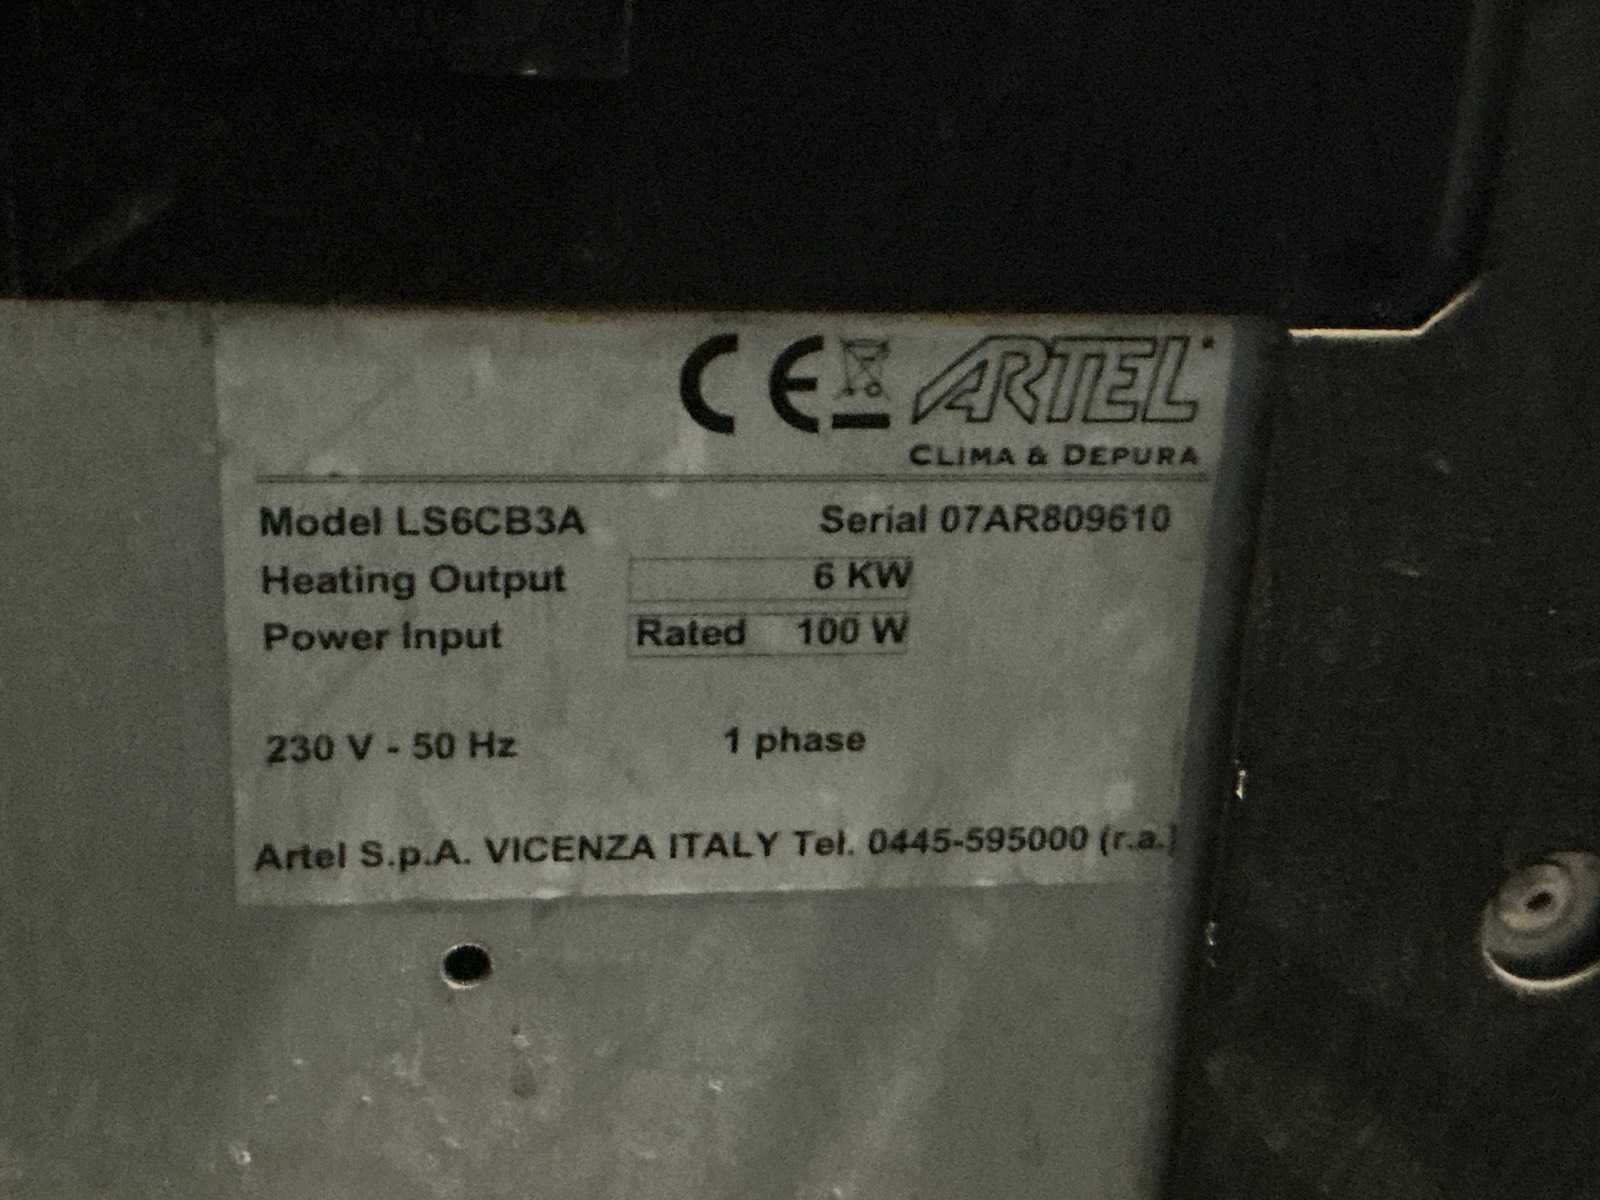 CE ARTEL
CLIMA & DEPURA
Model LS6CB3A Serial 07AR809610
Heating Output 6 KW
Power Input Rated 100 W
230 V - 50 Hz 1 phase
Artel S.p.A. VICENZA ITALY Tel. 0445-595000 (r.a.)